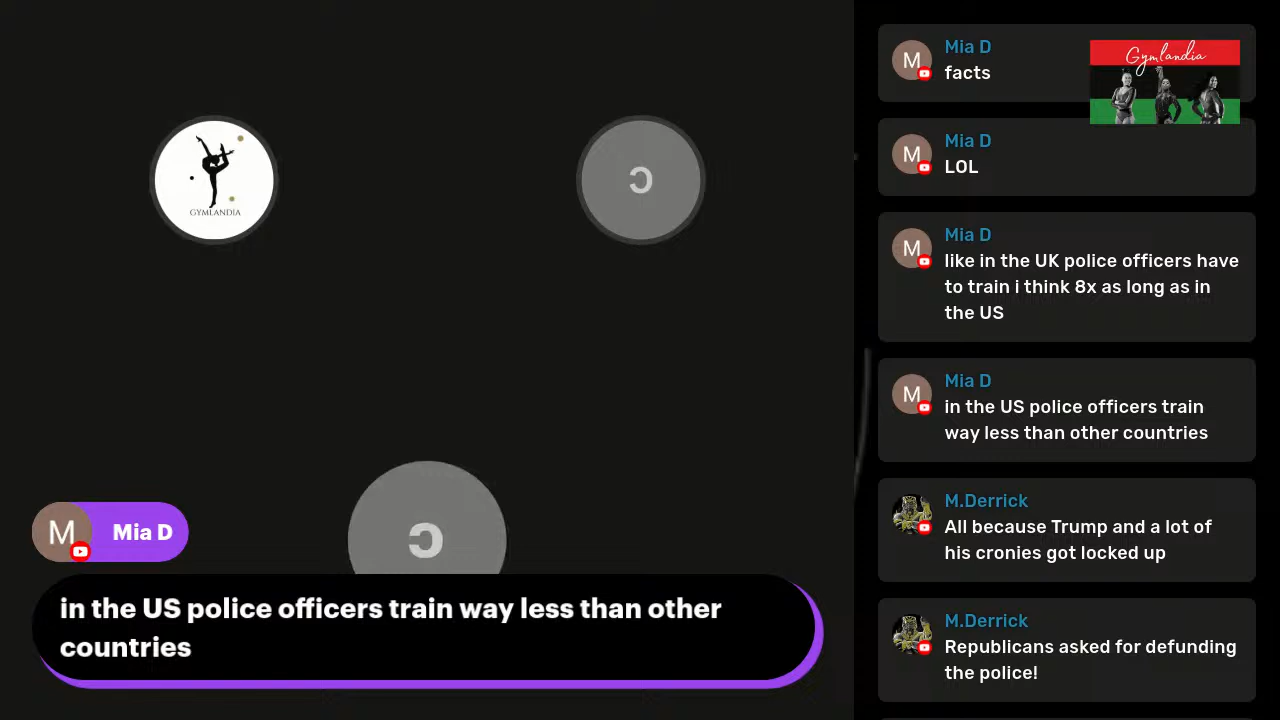 GYMLANDIA
Ɔ
Ɔ
M
Mia D
in the US police officers train way less than other
countries
Gymlandia
M
Mia D
facts
M
Mia D
LOL
M
Mia D
like in the UK police officers have
to train i think 8x as long as in
the US
M
Mia D
in the US police officers train
way less than other countries
M.Derrick
All because Trump and a lot of
his cronies got locked up
M.Derrick
Republicans asked for defunding
the police!